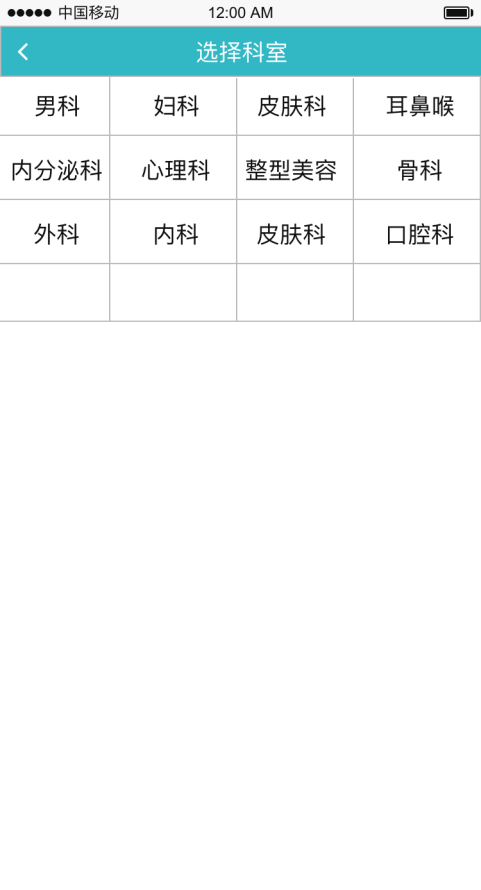 中国移动 12:00 AM
选择科室
男科 妇科 皮肤科 耳鼻喉
内分泌科 心理科 整型美容 骨科
外科 内科 皮肤科 口腔科